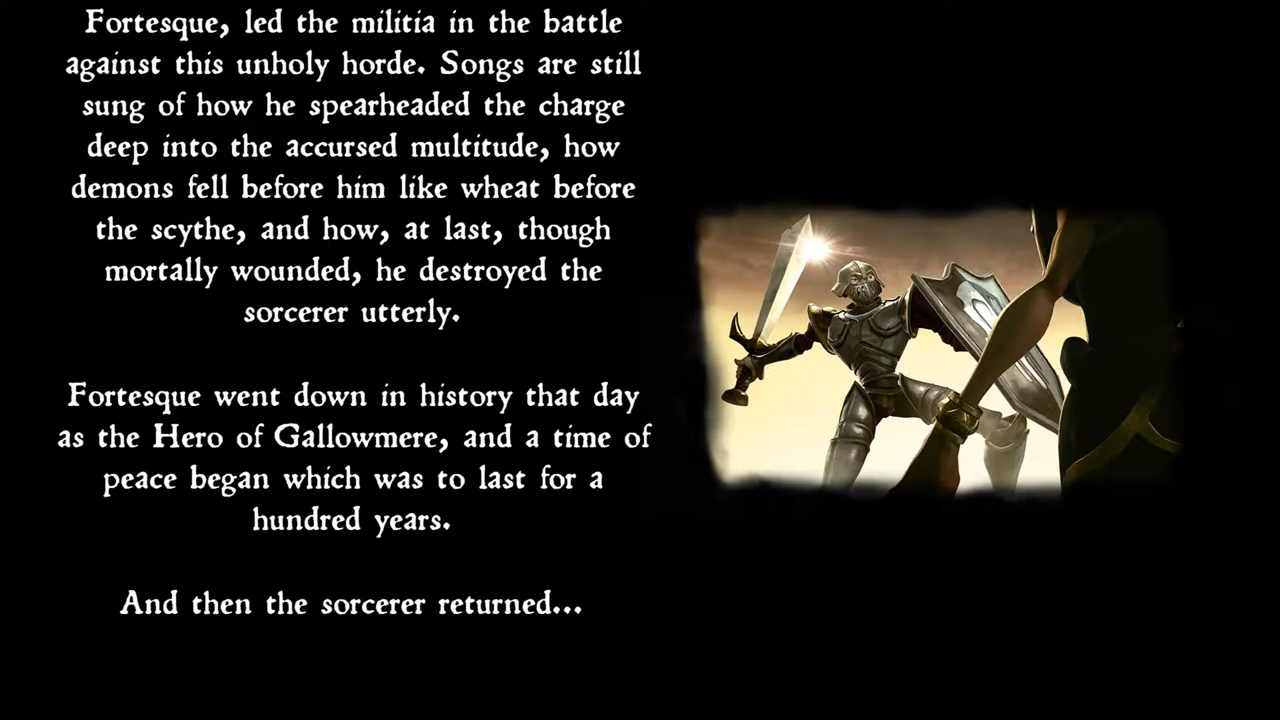 Fortesque, led the militia in the battle
against this unholy horde. Songs are still
sung of how he spearheaded the charge
deep into the accursed multitude, how
demons fell before him like wheat before
the scythe, and how, at last, though
mortally wounded, he destroyed the
sorcerer utterly.
Fortesque went down in history that day
as the Hero of Gallowmere, and a time of
peace began which was to last for a
hundred years.
And then the sorcerer returned...